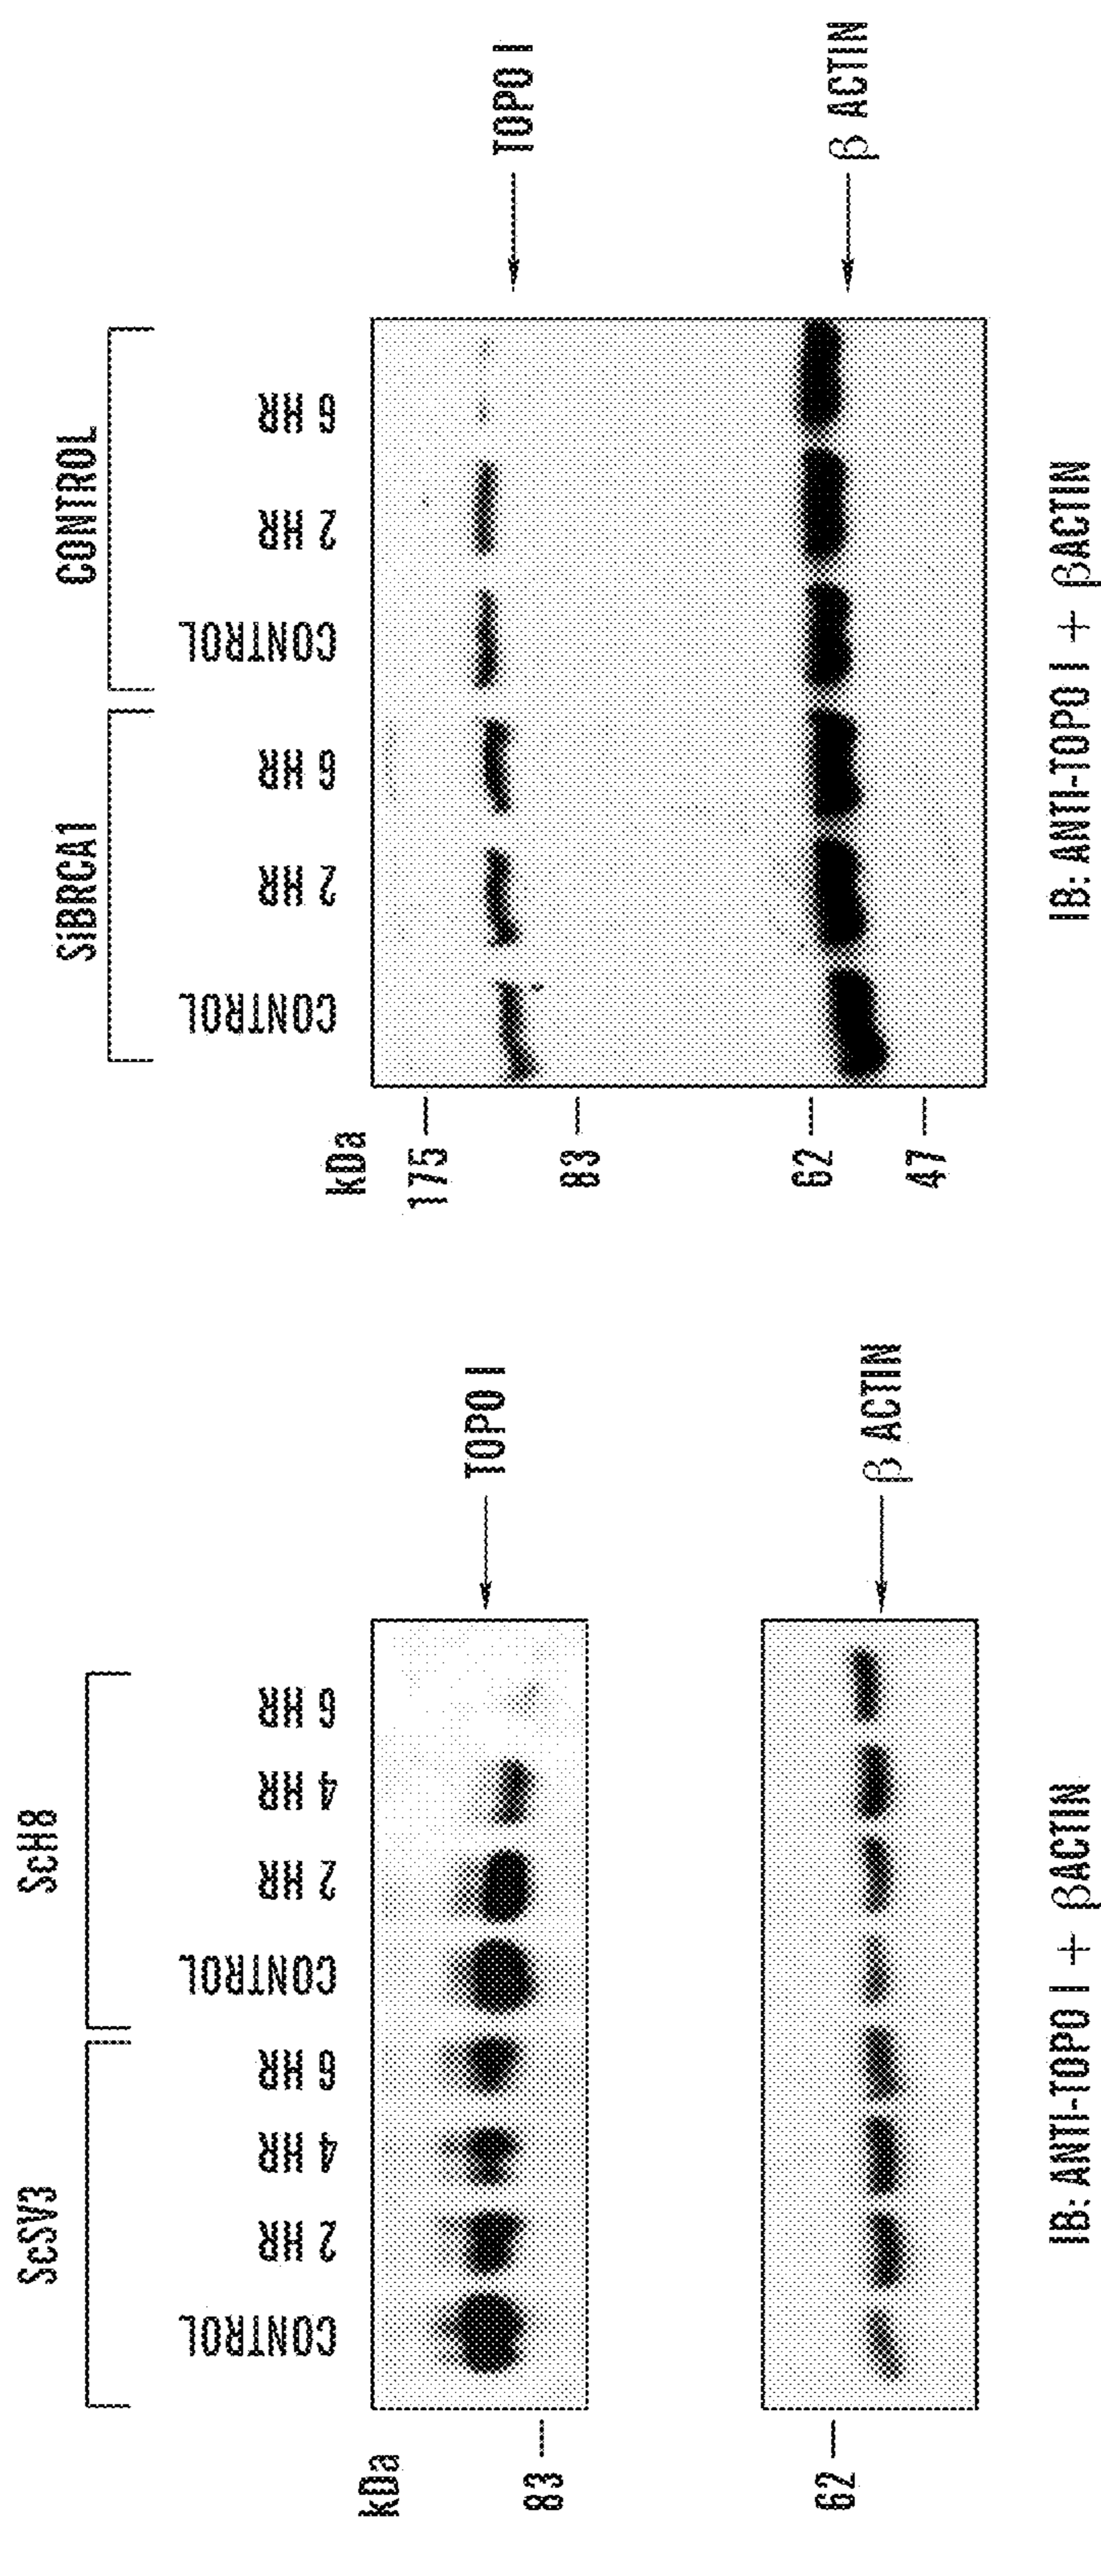 ScSV3 ScH8
CONTROL 2 HR 4 HR 6 HR CONTROL 2 HR 4 HR 6 HR
kDa
83
TOPO I
62
β ACTIN
IB: ANTI-TOPO I + βACTIN
SiBRCA1 CONTROL
CONTROL 2 HR 6 HR CONTROL 2 HR 6 HR
kDa
175
TOPO I
83
62
β ACTIN
47
IB: ANTI-TOPO I + βACTIN